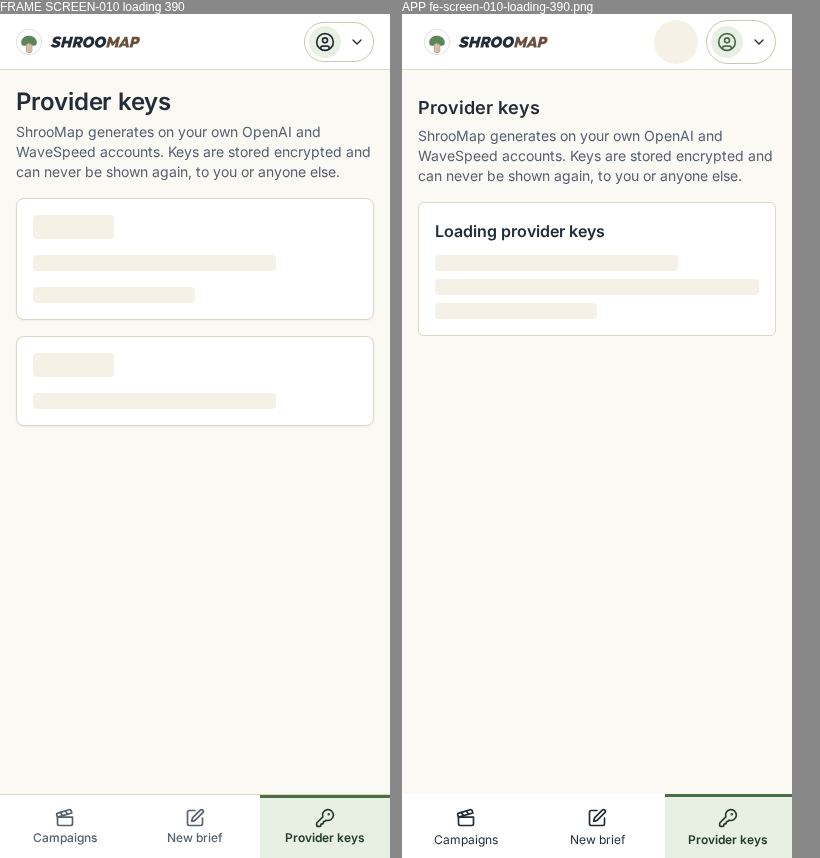 FRAME SCREEN-010 loading 390
SHROOMAP
Provider keys
ShrooMap generates on your own OpenAI and
WaveSpeed accounts. Keys are stored encrypted and
can never be shown again, to you or anyone else.
Campaigns
New brief
Provider keys
APP fe-screen-010-loading-390.png
SHROOMAP
Provider keys
ShrooMap generates on your own OpenAI and
WaveSpeed accounts. Keys are stored encrypted and
can never be shown again, to you or anyone else.
Loading provider keys
Campaigns
New brief
Provider keys